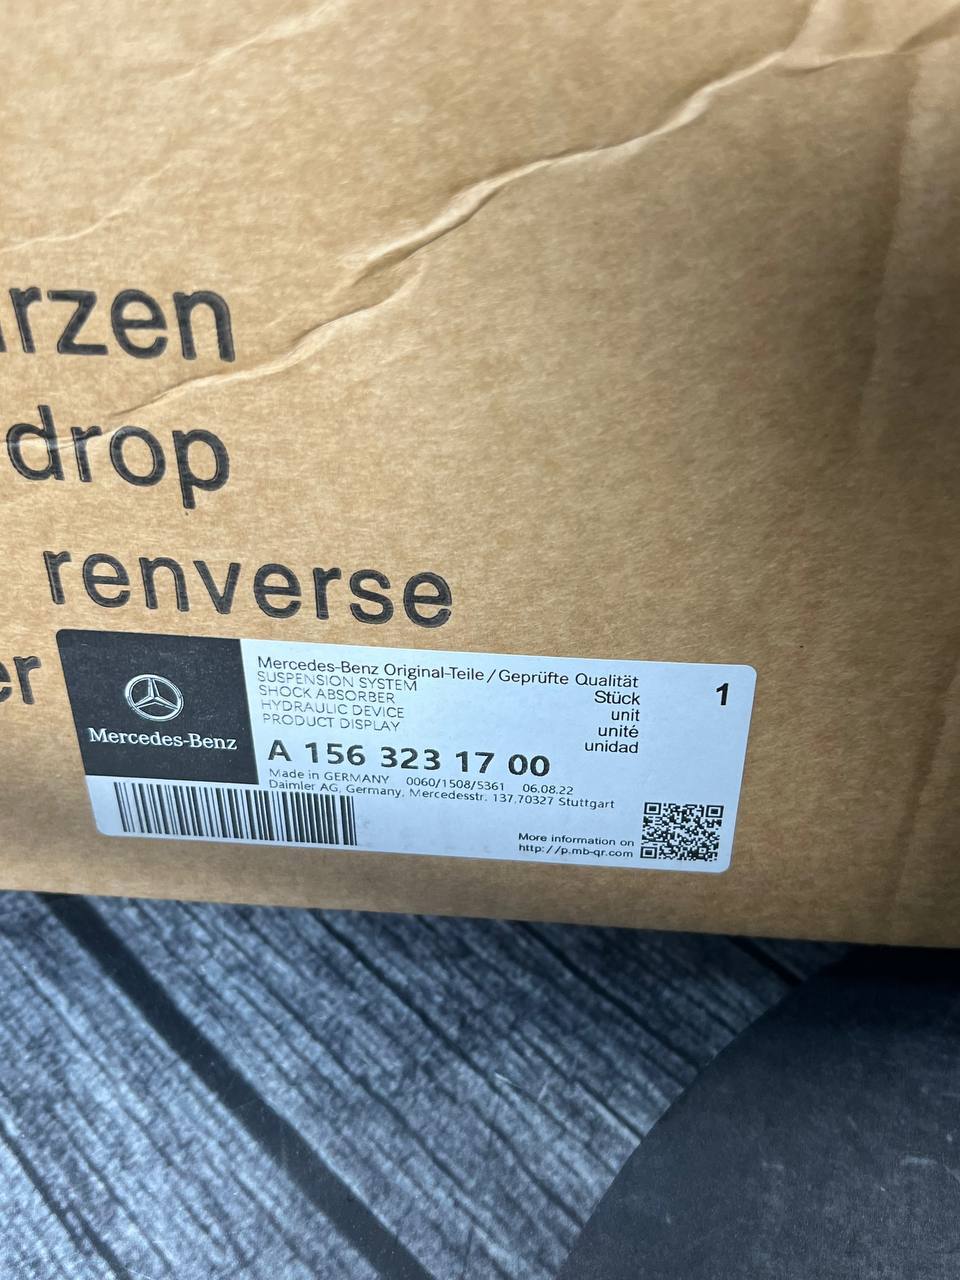 rzen
drop
renverse
er
Mercedes-Benz
Mercedes-Benz Original-Teile / Geprüfte Qualität
SUSPENSION SYSTEM
SHOCK ABSORBER
HYDRAULIC DEVICE
PRODUCT DISPLAY
Stück
unit
unité
unidad
1
A 156 323 17 00
Made in GERMANY 0060/1508/5361 06.08.22
Daimler AG, Germany, Mercedesstr. 137,70327 Stuttgart
More information on
http://p.mb-qr.com